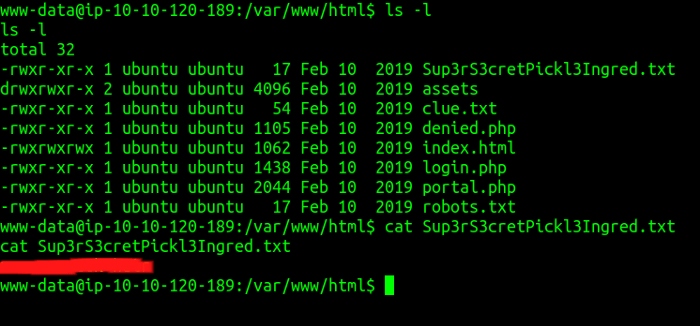 www-data@ip-10-10-120-189:/var/www/html$ ls -l
ls -l
total 32
-rwxr-xr-x 1 ubuntu ubuntu   17 Feb 10  2019 Sup3rS3cretPickl3Ingred.txt
drwxrwxr-x 2 ubuntu ubuntu 4096 Feb 10  2019 assets
-rwxr-xr-x 1 ubuntu ubuntu   54 Feb 10  2019 clue.txt
-rwxr-xr-x 1 ubuntu ubuntu 1105 Feb 10  2019 denied.php
-rwxrwxrwx 1 ubuntu ubuntu 1062 Feb 10  2019 index.html
-rwxr-xr-x 1 ubuntu ubuntu 1438 Feb 10  2019 login.php
-rwxr-xr-x 1 ubuntu ubuntu 2044 Feb 10  2019 portal.php
-rwxr-xr-x 1 ubuntu ubuntu   17 Feb 10  2019 robots.txt
www-data@ip-10-10-120-189:/var/www/html$ cat Sup3rS3cretPickl3Ingred.txt
cat Sup3rS3cretPickl3Ingred.txt
www-data@ip-10-10-120-189:/var/www/html$